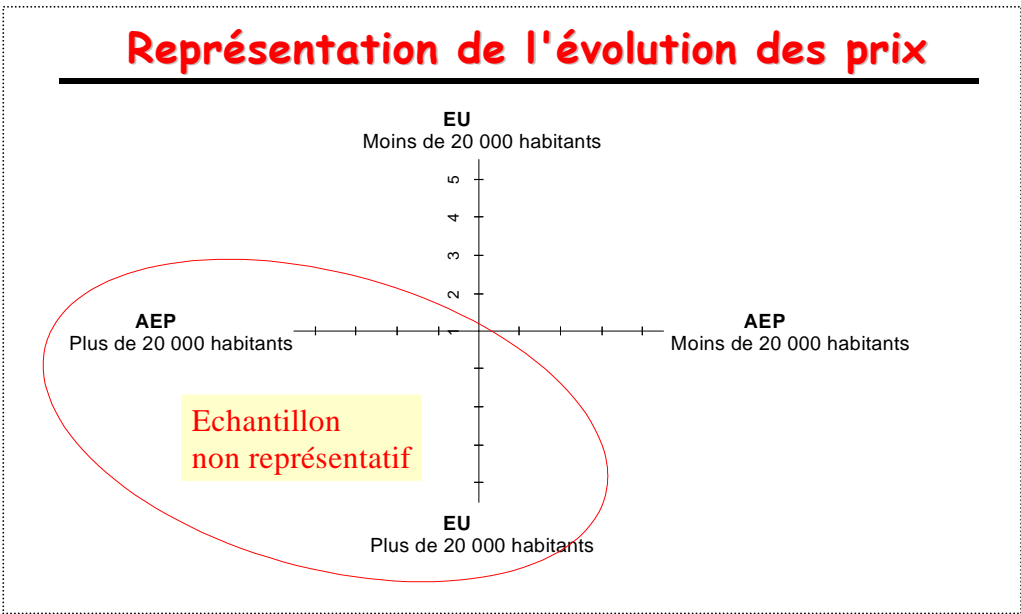 Représentation de l'évolution des prix
EU
Moins de 20 000 habitants
5
4
3
2
1
AEP
Plus de 20 000 habitants
AEP
Moins de 20 000 habitants
Echantillon
non représentatif
EU
Plus de 20 000 habitants